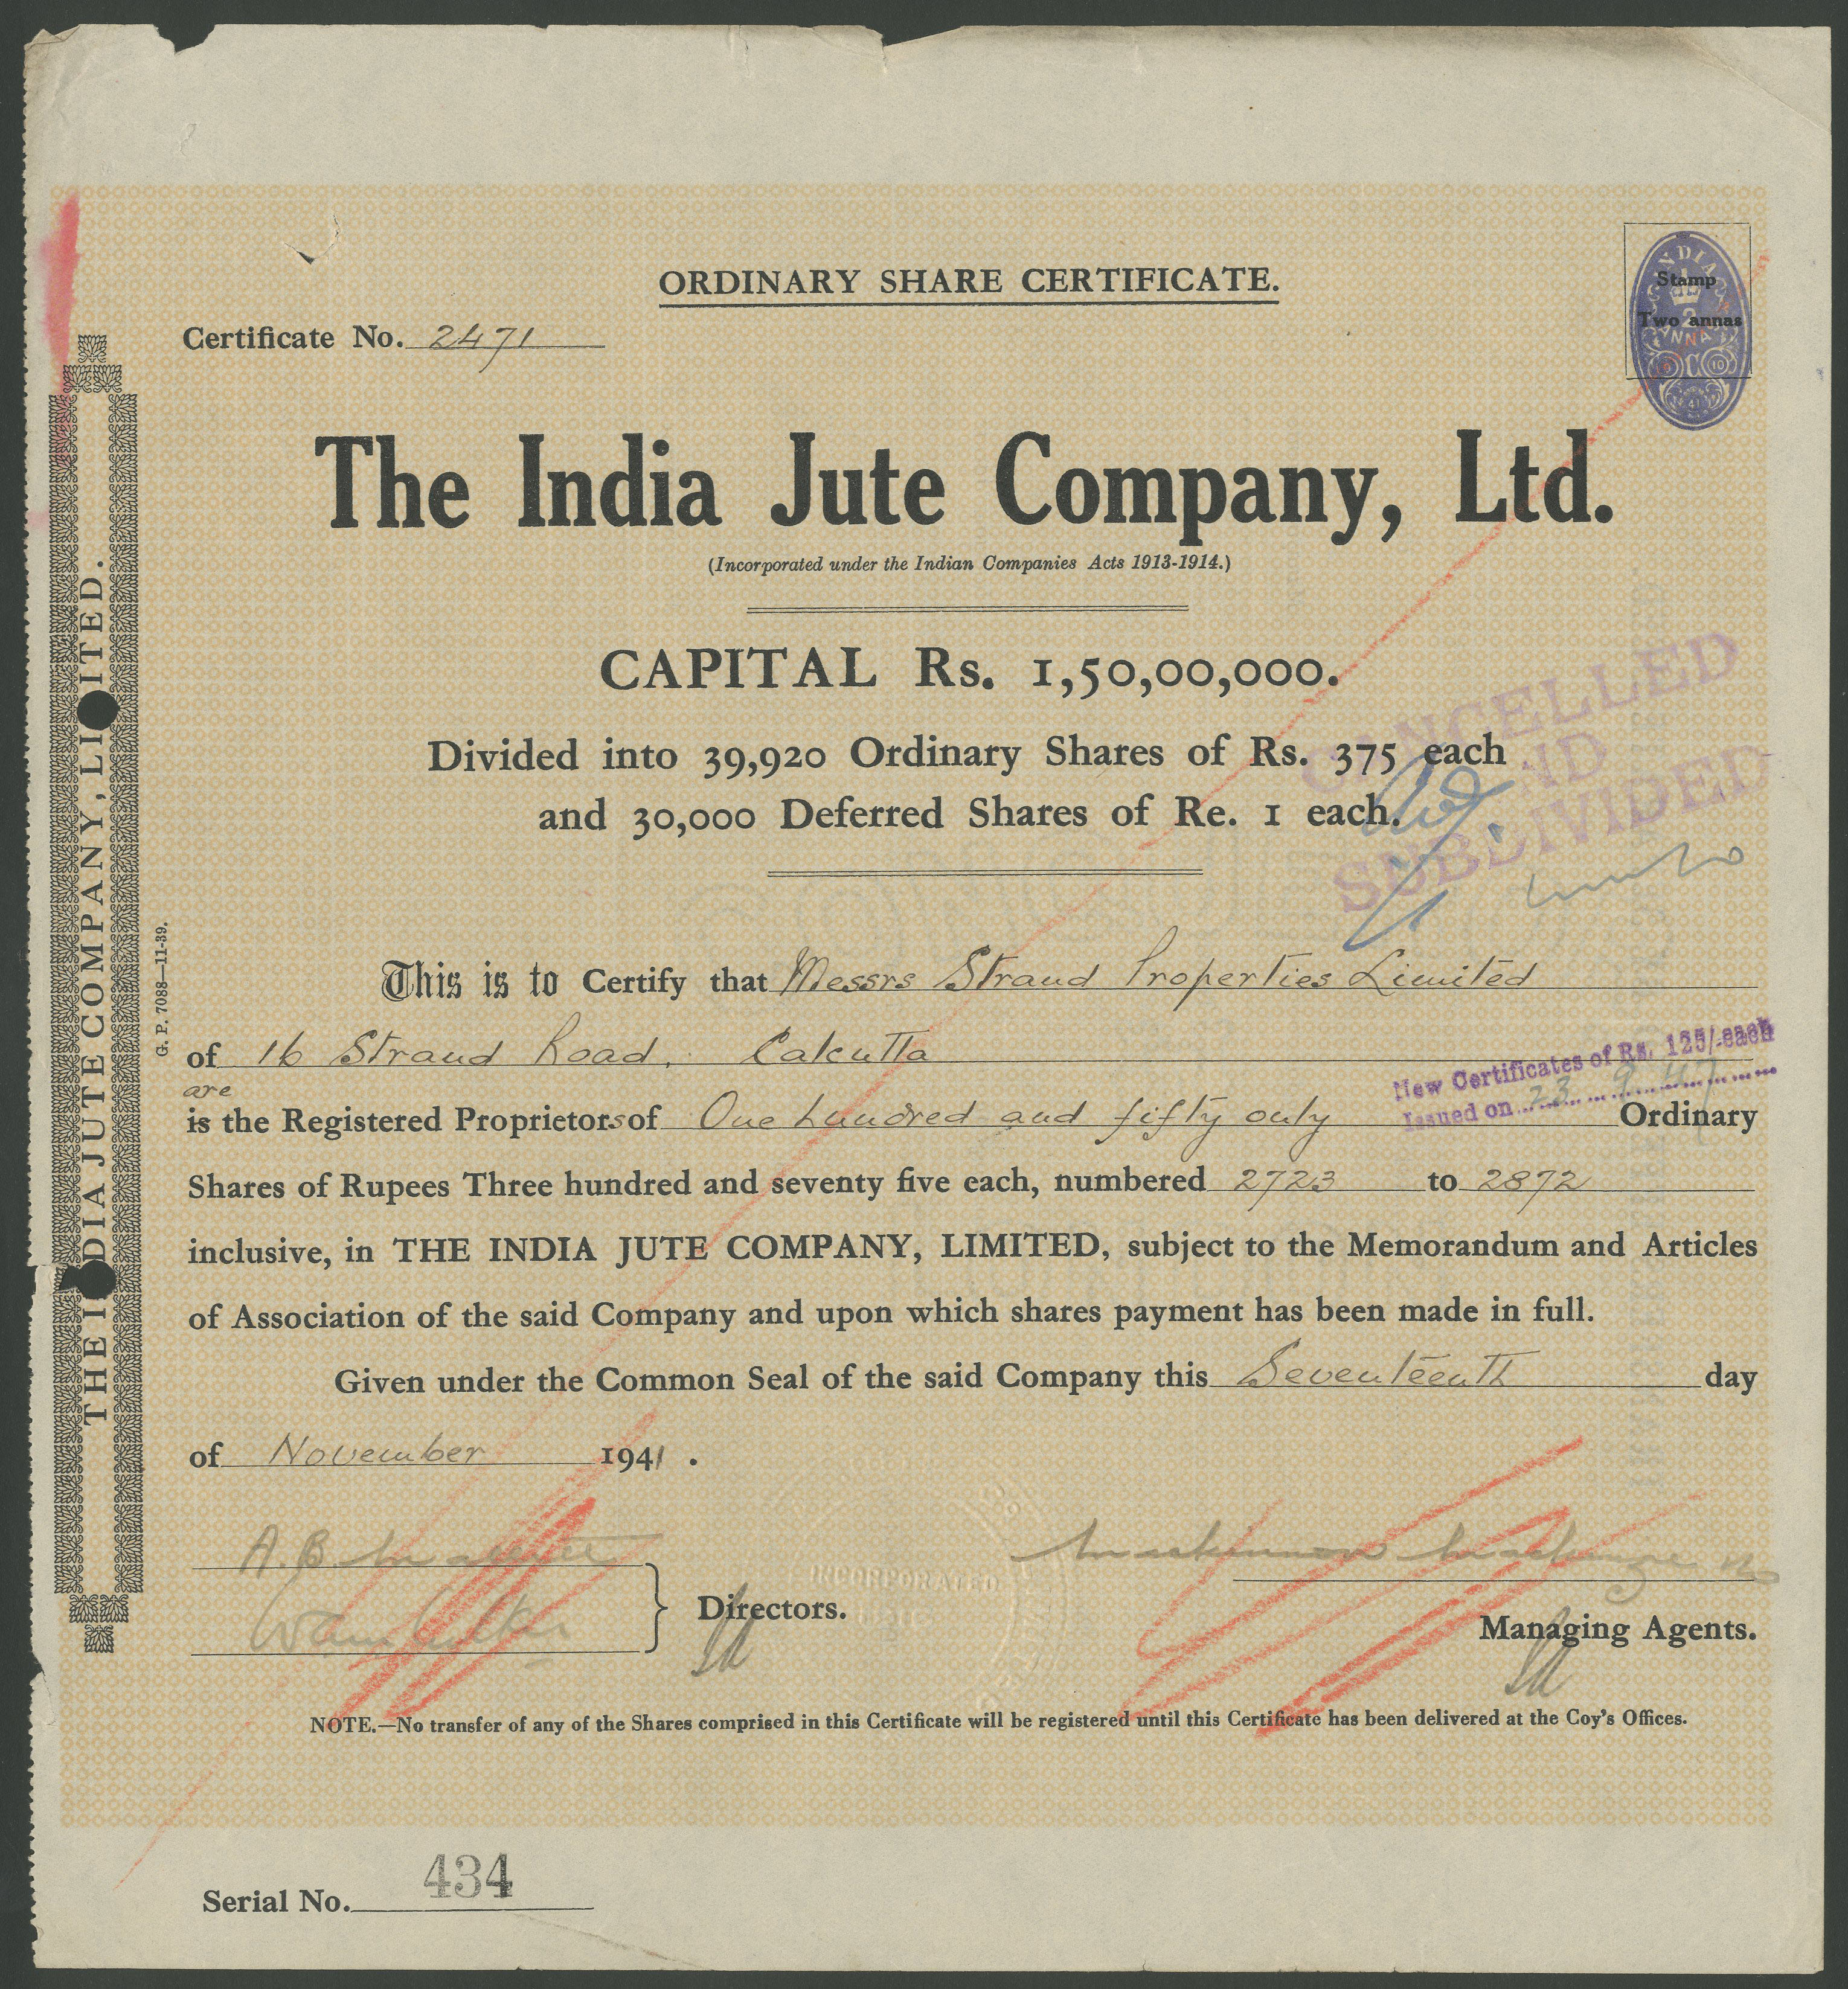 ORDINARY SHARE CERTIFICATE.
INDIA
Stamp
Two annas
Certificate No. 2471
The India Jute Company, Ltd.
(Incorporated under the Indian Companies Acts 1913-1914.)
CAPITAL Rs. 1,50,00,000.
Divided into 39,920 Ordinary Shares of Rs. 375 each
and 30,000 Deferred Shares of Re. 1 each.
CANCELLED
AND
SUBDIVIDED
This is to Certify that Messrs Strand Properties Limited
of 16 Strand Road, Calcutta
New Certificates of Rs. 125/-each
Issued on 23 9 47
are
is the Registered Proprietors of One hundred and fifty only Ordinary
Shares of Rupees Three hundred and seventy five each, numbered 2723 to 2872
inclusive, in THE INDIA JUTE COMPANY, LIMITED, subject to the Memorandum and Articles
of Association of the said Company and upon which shares payment has been made in full.
Given under the Common Seal of the said Company this Seventeenth day
of November 1941.
A. B.
Mackinnon Mackenzie
Directors.
INCORPORATED
Managing Agents.
NOTE.—No transfer of any of the Shares comprised in this Certificate will be registered until this Certificate has been delivered at the Coy's Offices.
Serial No. 434
THE INDIA JUTE COMPANY, LIMITED.
G. P. 7088—11-39.